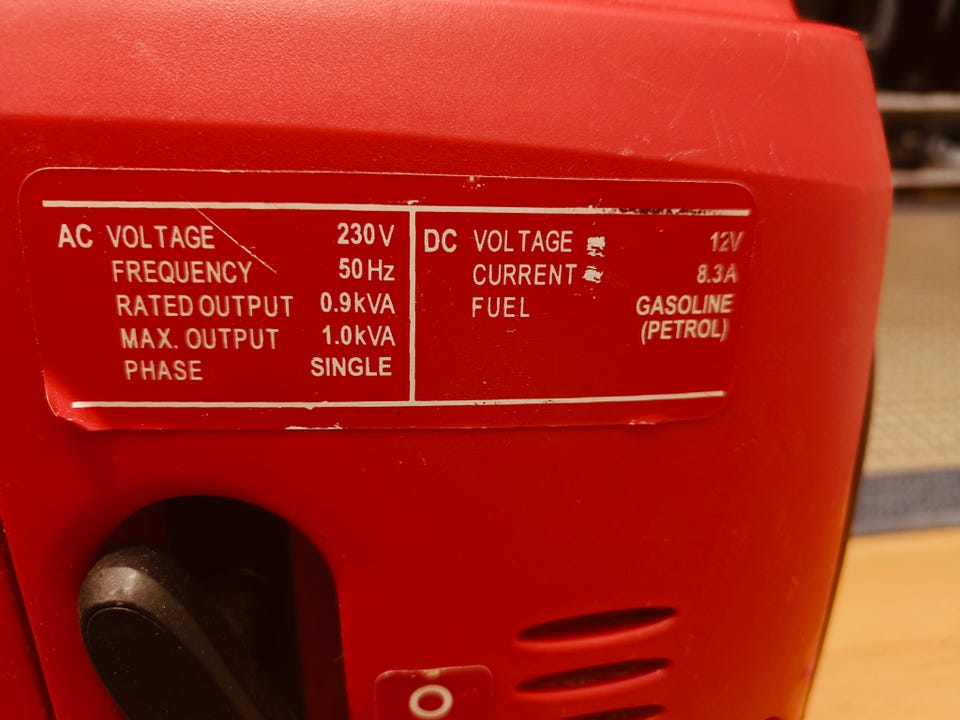 AC VOLTAGE 230V
FREQUENCY 50Hz
RATED OUTPUT 0.9kVA
MAX. OUTPUT 1.0kVA
PHASE SINGLE
DC VOLTAGE 12V
CURRENT 8.3A
FUEL GASOLINE
(PETROL)